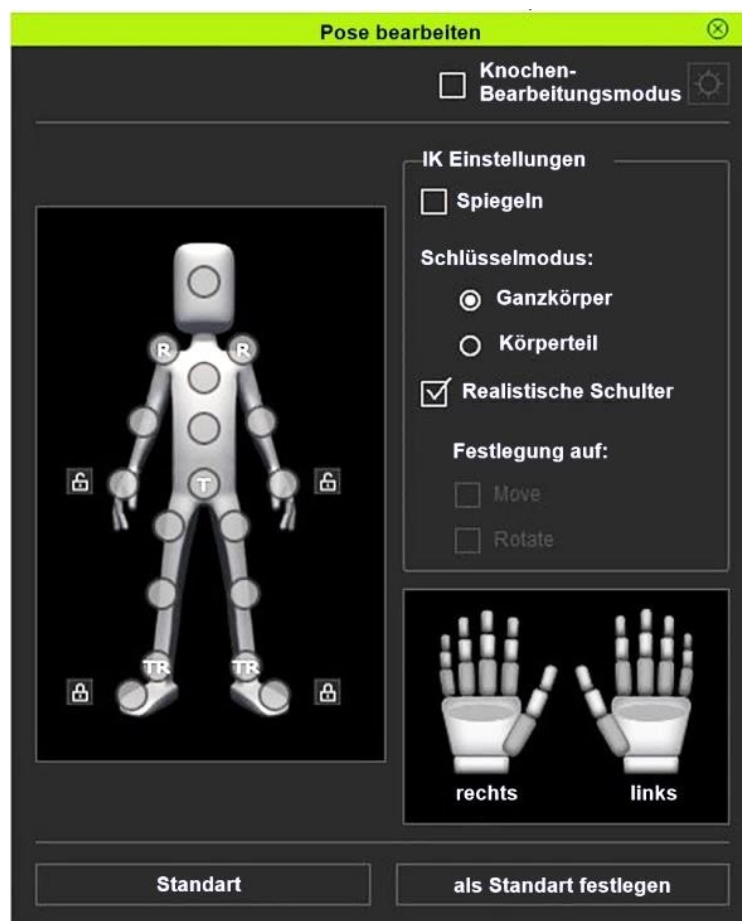 Pose bearbeiten
Knochen-
Bearbeitungsmodus
IK Einstellungen
Spiegeln
Schlüsselmodus:
Ganzkörper
Körperteil
Realistische Schulter
Festlegung auf:
Move
Rotate
R R
T
TR TR
rechts links
Standart als Standart festlegen